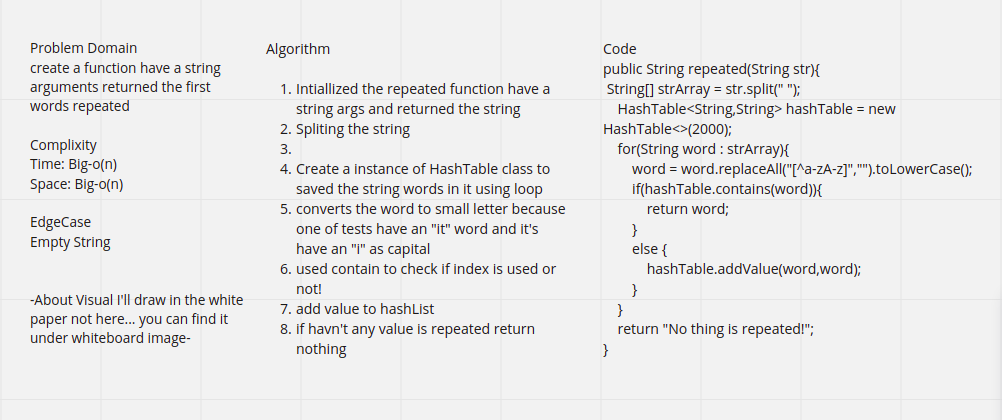 Problem Domain
create a function have a string
arguments returned the first
words repeated
Complixity
Time: Big-o(n)
Space: Big-o(n)
EdgeCase
Empty String
-About Visual I'll draw in the white
paper not here... you can find it
under whiteboard image-
Algorithm
1. Intiallized the repeated function have a
string args and returned the string
2. Spliting the string
3.
4. Create a instance of HashTable class to
saved the string words in it using loop
5. converts the word to small letter because
one of tests have an "it" word and it's
have an "i" as capital
6. used contain to check if index is used or
not!
7. add value to hashList
8. if havn't any value is repeated return
nothing
Code
public String repeated(String str){
String[] strArray = str.split(" ");
HashTable<String,String> hashTable = new
HashTable<>(2000);
for(String word : strArray){
word = word.replaceAll("[^a-zA-z]","").toLowerCase();
if(hashTable.contains(word)){
return word;
}
else {
hashTable.addValue(word,word);
}
}
return "No thing is repeated!";
}